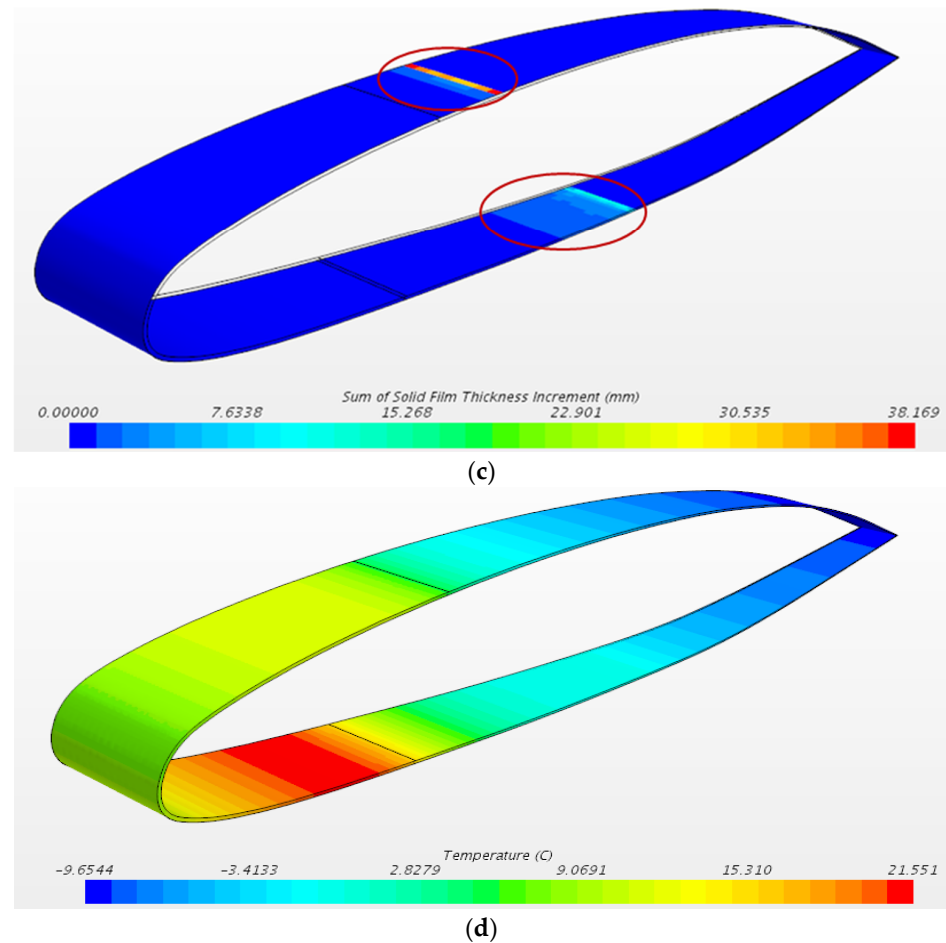 Sum of Solid Film Thickness Increment (mm)
0.00000 7.6338 15.268 22.901 30.535 38.169
(c)
Temperature (C)
-9.6544 -3.4133 2.8279 9.0691 15.310 21.551
(d)